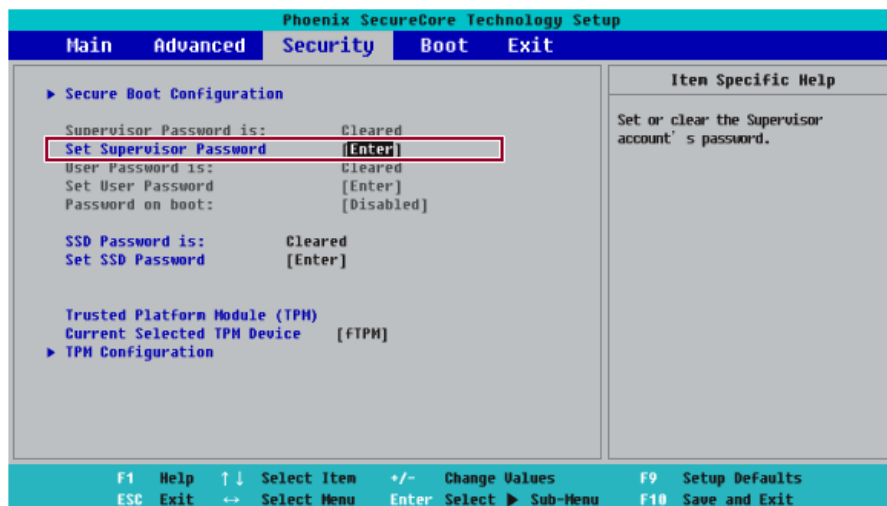 Phoenix SecureCore Technology Setup
Main Advanced Security Boot Exit
▶ Secure Boot Configuration
Supervisor Password is: Cleared
Set Supervisor Password [Enter]
User Password is: Cleared
Set User Password [Enter]
Password on boot: [Disabled]
SSD Password is: Cleared
Set SSD Password [Enter]
Trusted Platform Module (TPM)
Current Selected TPM Device [fTPM]
▶ TPM Configuration
Item Specific Help
Set or clear the Supervisor
account' s password.
F1 Help ↑↓ Select Item +/- Change Values F9 Setup Defaults
ESC Exit ↔ Select Menu Enter Select ▶ Sub-Menu F10 Save and Exit